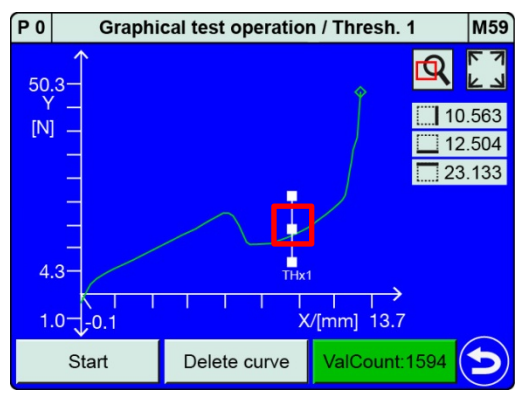 P 0 Graphical test operation / Thresh. 1 M59
50.3
Y
[N]
10.563
12.504
23.133
4.3
THx1
1.0 -0.1 X/[mm] 13.7
Start Delete curve ValCount:1594